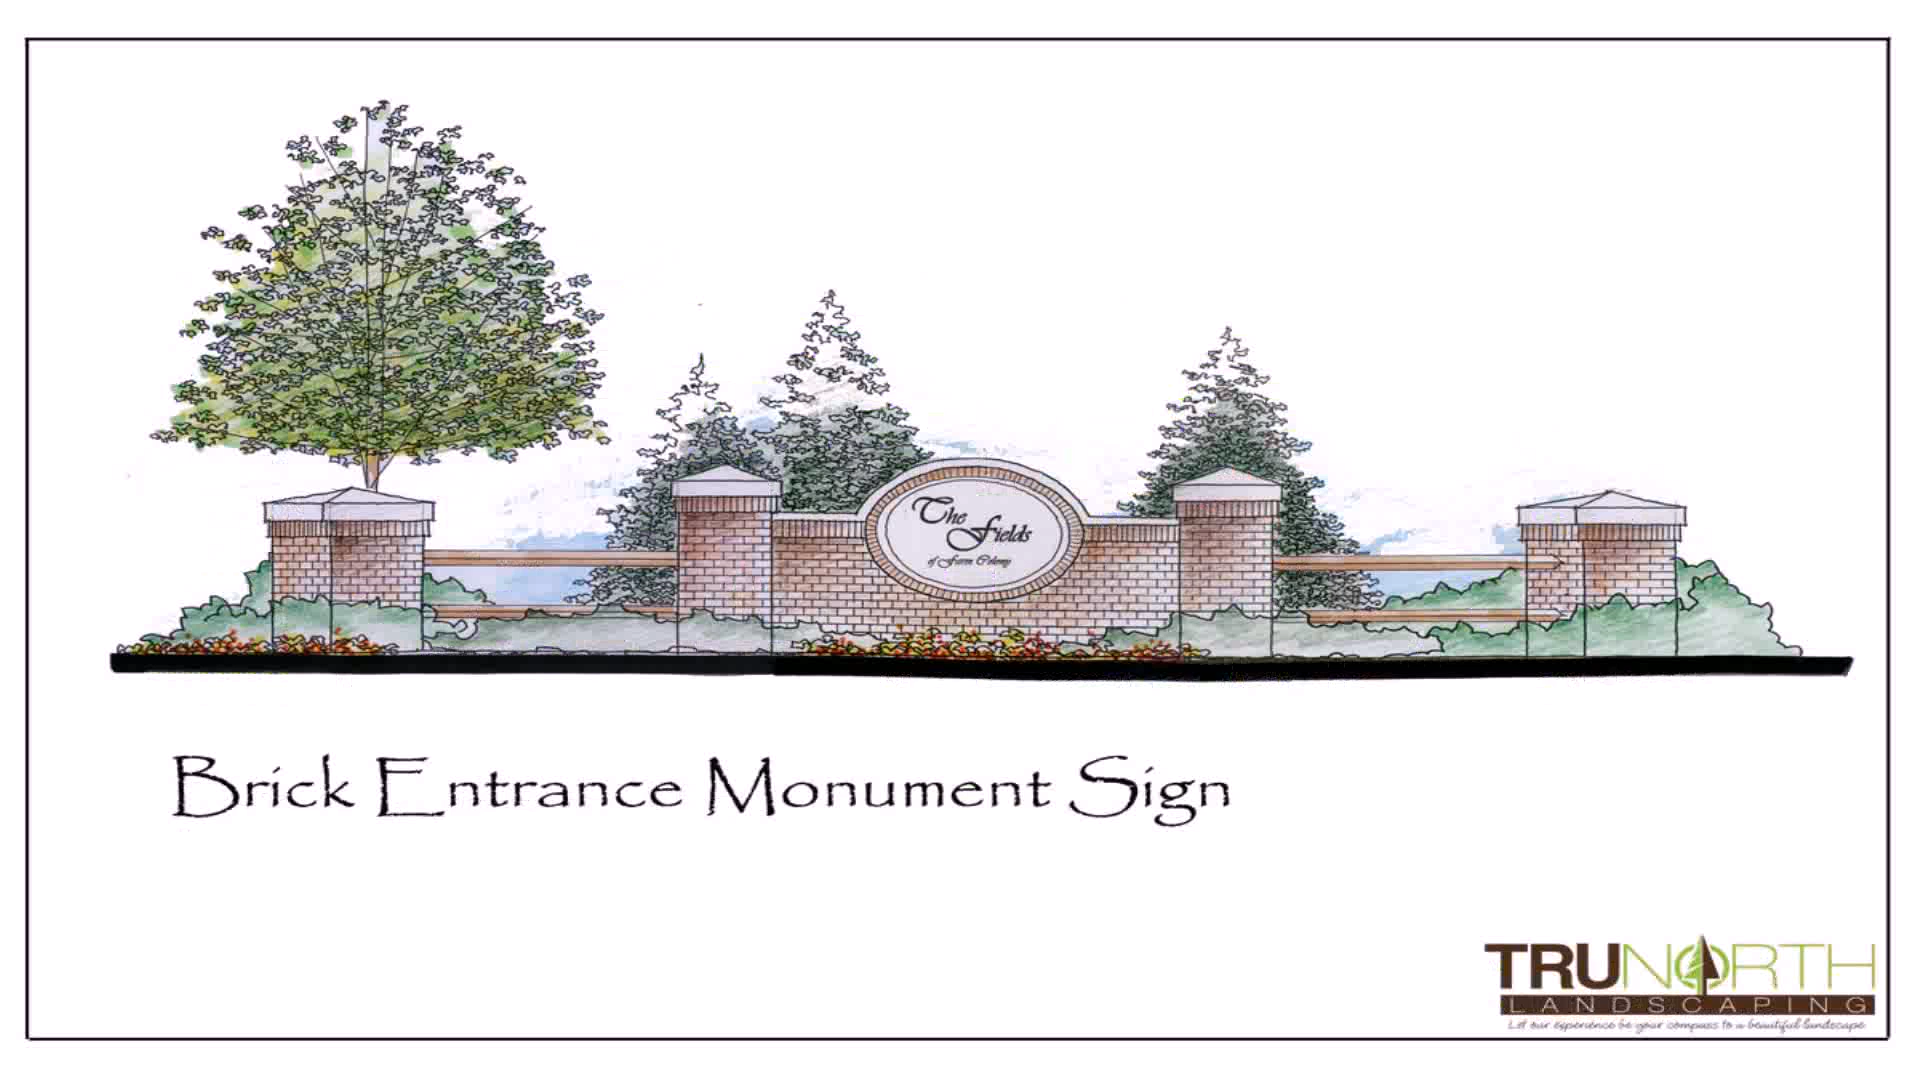 The
Fields
of Farm Colony
Brick Entrance Monument Sign
TRUNORTH
LANDSCAPING
Let our experience be your compass to a beautiful landscape